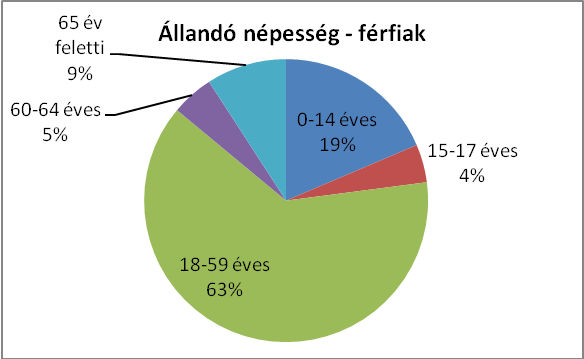 Állandó népesség - férfiak
65 év
feletti
9%
60-64 éves
5%
0-14 éves
19%
15-17 éves
4%
18-59 éves
63%